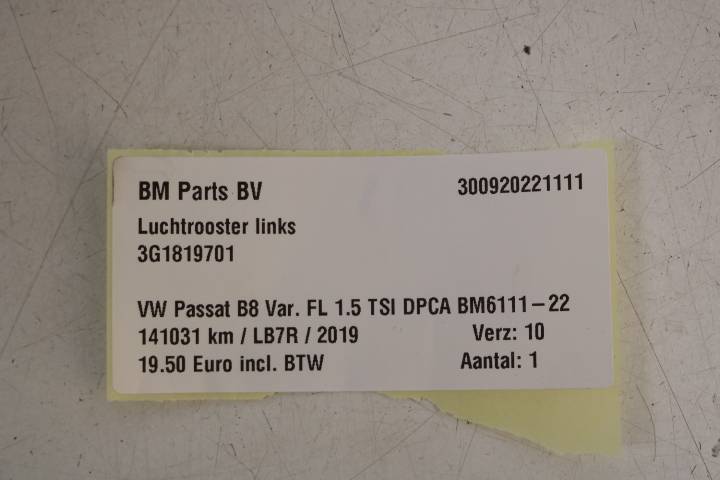 BM Parts BV 300920221111
Luchtrooster links
3G1819701
VW Passat B8 Var. FL 1.5 TSI DPCA BM6111-22
141031 km / LB7R / 2019 Verz: 10
19.50 Euro incl. BTW Aantal: 1